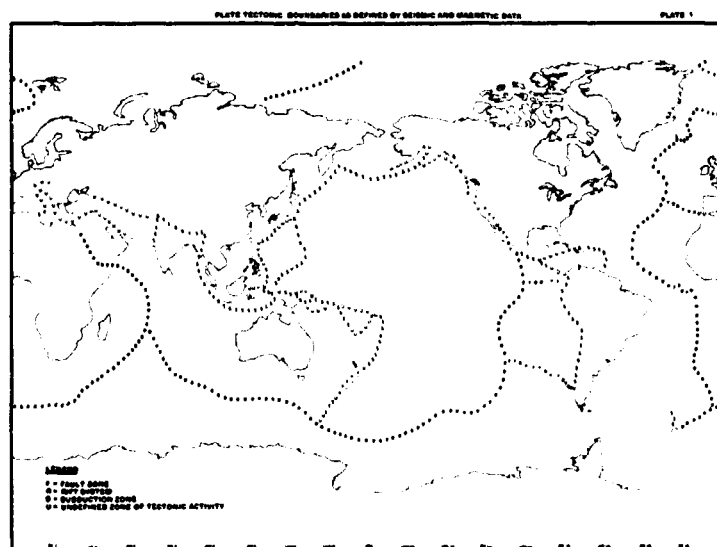 PLATE TECTONIC BOUNDARIES AS DEFINED BY SEISMIC AND MAGNETIC DATA
PLATE 1
LEGEND
F = FAULT ZONE
R = RIFT SYSTEM
S = SUBDUCTION ZONE
U = UNDEFINED ZONE OF TECTONIC ACTIVITY